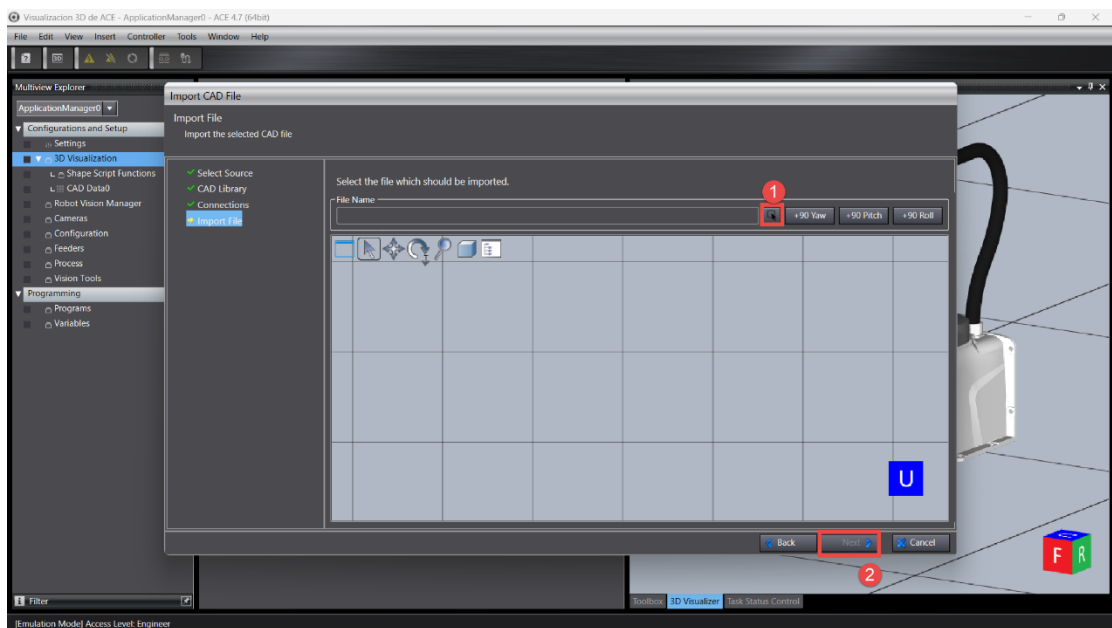 Visualizacion 3D de ACE - ApplicationManager0 - ACE 4.7 (64bit)
File Edit View Insert Controller Tools Window Help
Multiview Explorer
ApplicationManager0
Configurations and Setup
Settings
3D Visualization
Shape Script Functions
CAD Data0
Robot Vision Manager
Cameras
Configuration
Feeders
Process
Vision Tools
Programming
Programs
Variables
Filter
Import CAD File
Import File
Import the selected CAD file
Select Source
CAD Library
Connections
Import File
Select the file which should be imported.
1
File Name
+90 Yaw +90 Pitch +90 Roll
U
Back Next Cancel
2
F R
Toolbox 3D Visualizer Task Status Control
[Emulation Mode] Access Level: Engineer